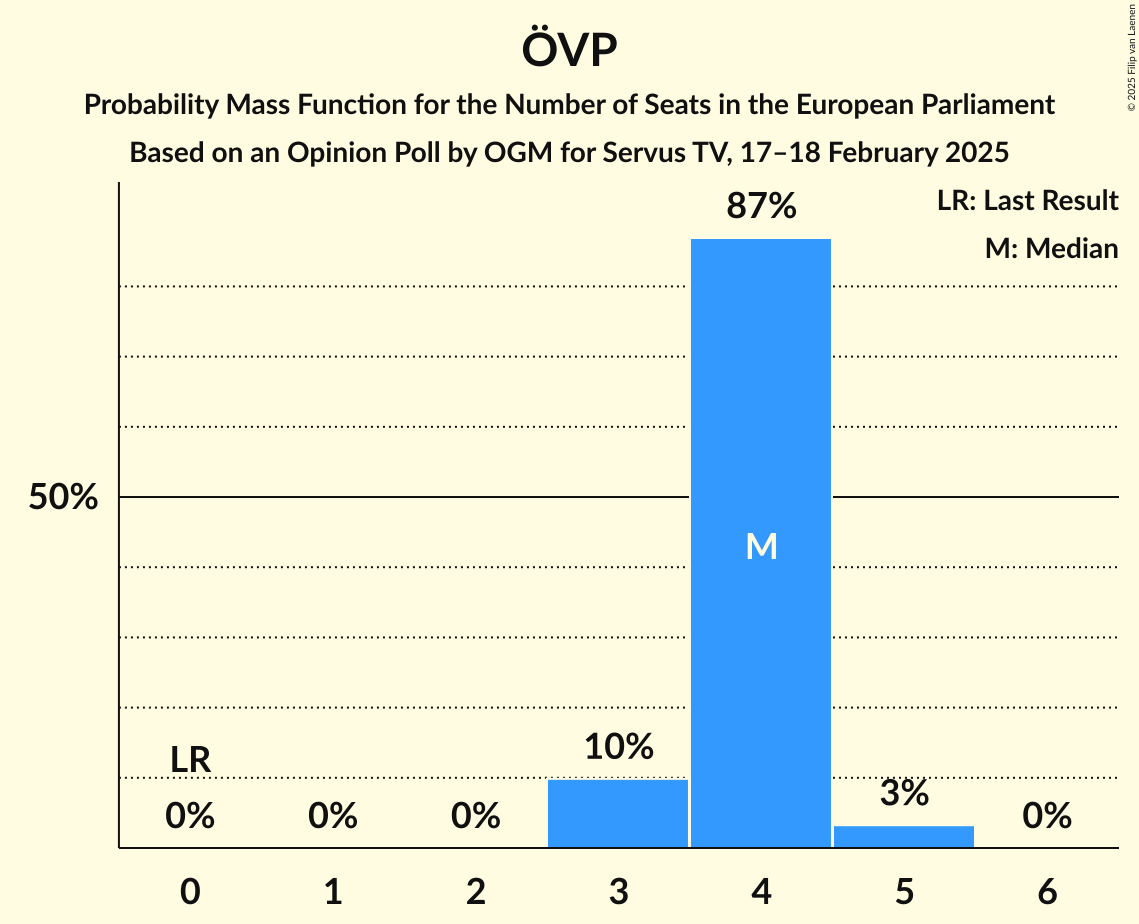 ÖVP
Probability Mass Function for the Number of Seats in the European Parliament
Based on an Opinion Poll by OGM for Servus TV, 17–18 February 2025
© 2025 Filip van Laenen
LR: Last Result
M: Median
87%
50%
M
LR
10%
3%
0%
0%
0%
0%
0
1
2
3
4
5
6